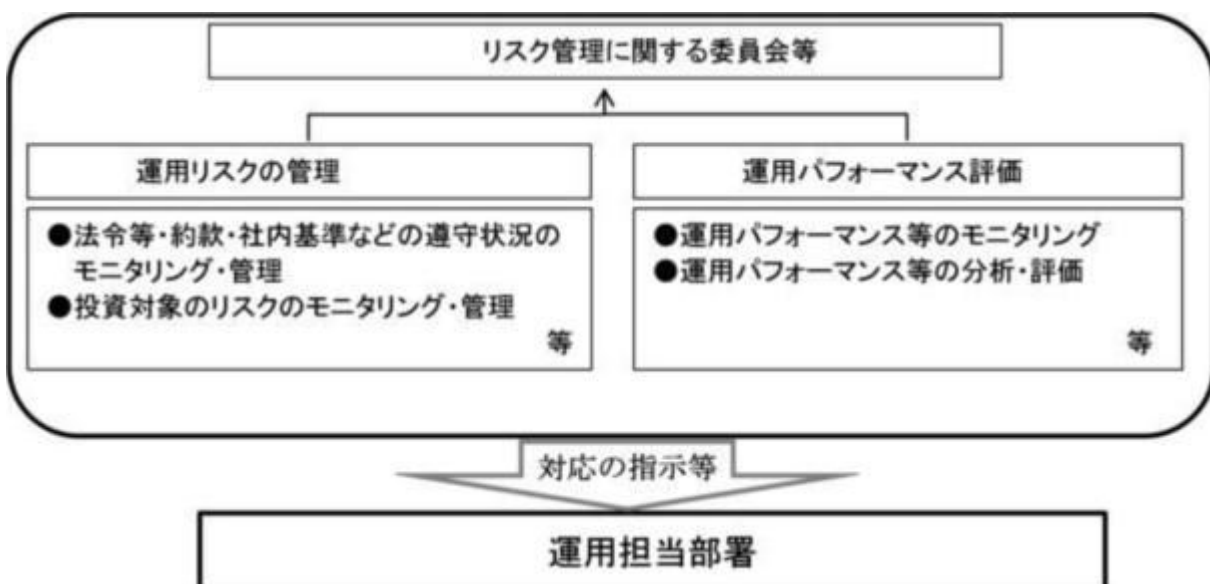 リスク管理に関する委員会等
運用リスクの管理
●法令等・約款・社内基準などの遵守状況の
モニタリング・管理
●投資対象のリスクのモニタリング・管理
等
運用パフォーマンス評価
●運用パフォーマンス等のモニタリング
●運用パフォーマンス等の分析・評価
等
対応の指示等
運用担当部署